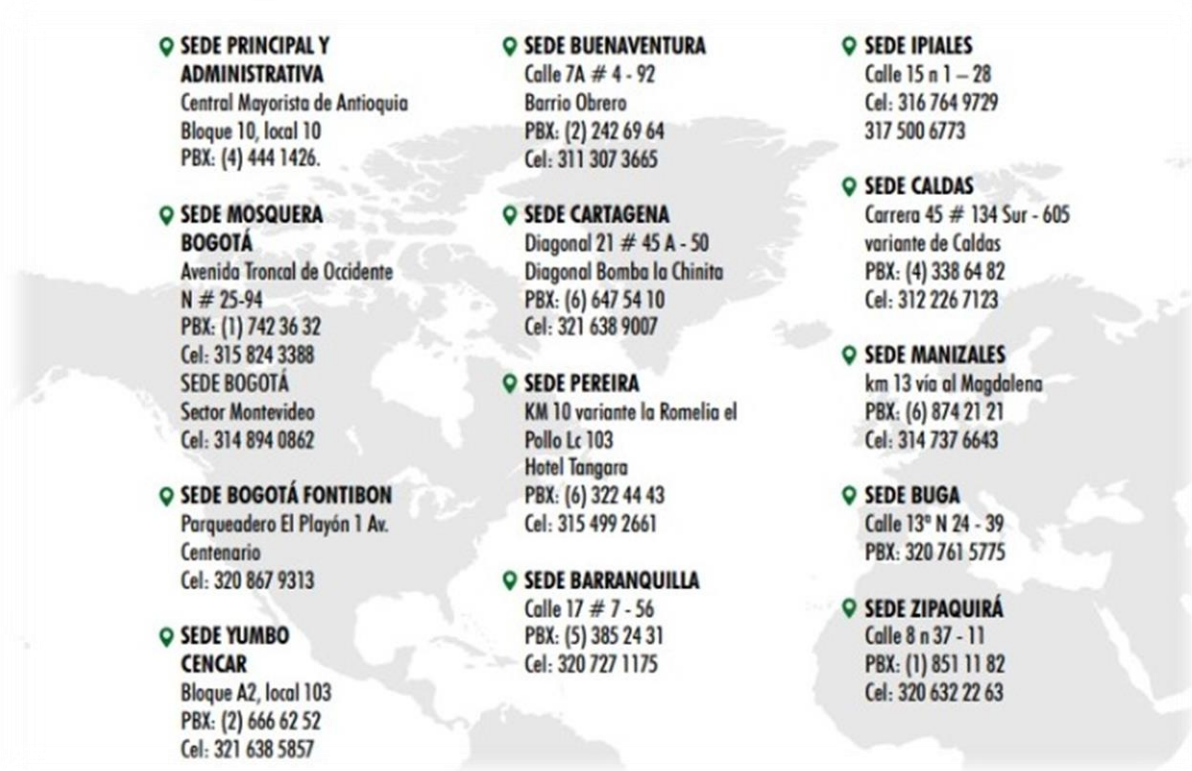 SEDE PRINCIPAL Y
ADMINISTRATIVA
Central Mayorista de Antioquia
Bloque 10, local 10
PBX: (4) 444 1426.
SEDE MOSQUERA
BOGOTÁ
Avenida Troncal de Occidente
N # 25-94
PBX: (1) 742 36 32
Cel: 315 824 3388
SEDE BOGOTÁ
Sector Montevideo
Cel: 314 894 0862
SEDE BOGOTÁ FONTIBON
Parqueadero El Playón 1 Av.
Centenario
Cel: 320 867 9313
SEDE YUMBO
CENCAR
Bloque A2, local 103
PBX: (2) 666 62 52
Cel: 321 638 5857
SEDE BUENAVENTURA
Calle 7A # 4 - 92
Barrio Obrero
PBX: (2) 242 69 64
Cel: 311 307 3665
SEDE CARTAGENA
Diagonal 21 # 45 A - 50
Diagonal Bomba la Chinita
PBX: (6) 647 54 10
Cel: 321 638 9007
SEDE PEREIRA
KM 10 variante la Romelia el
Pollo Lc 103
Hotel Tangara
PBX: (6) 322 44 43
Cel: 315 499 2661
SEDE BARRANQUILLA
Calle 17 # 7 - 56
PBX: (5) 385 24 31
Cel: 320 727 1175
SEDE IPIALES
Calle 15 n 1 – 28
Cel: 316 764 9729
317 500 6773
SEDE CALDAS
Carrera 45 # 134 Sur - 605
variante de Caldas
PBX: (4) 338 64 82
Cel: 312 226 7123
SEDE MANIZALES
km 13 vía al Magdalena
PBX: (6) 874 21 21
Cel: 314 737 6643
SEDE BUGA
Calle 13ª N 24 - 39
PBX: 320 761 5775
SEDE ZIPAQUIRÁ
Calle 8 n 37 - 11
PBX: (1) 851 11 82
Cel: 320 632 22 63